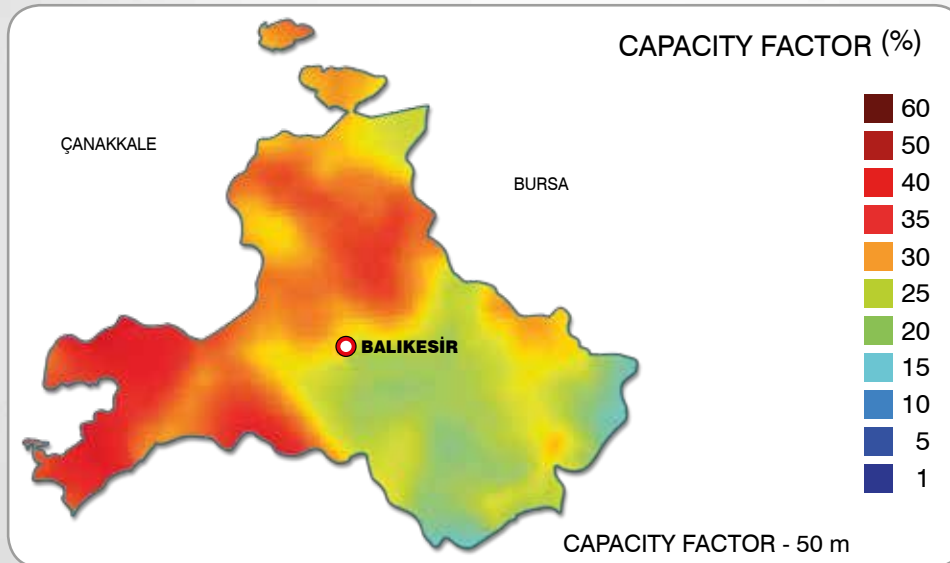 CAPACITY FACTOR (%)
ÇANAKKALE
BURSA
60
50
40
35
30
25
20
15
10
5
1
BALIKESİR
CAPACITY FACTOR - 50 m